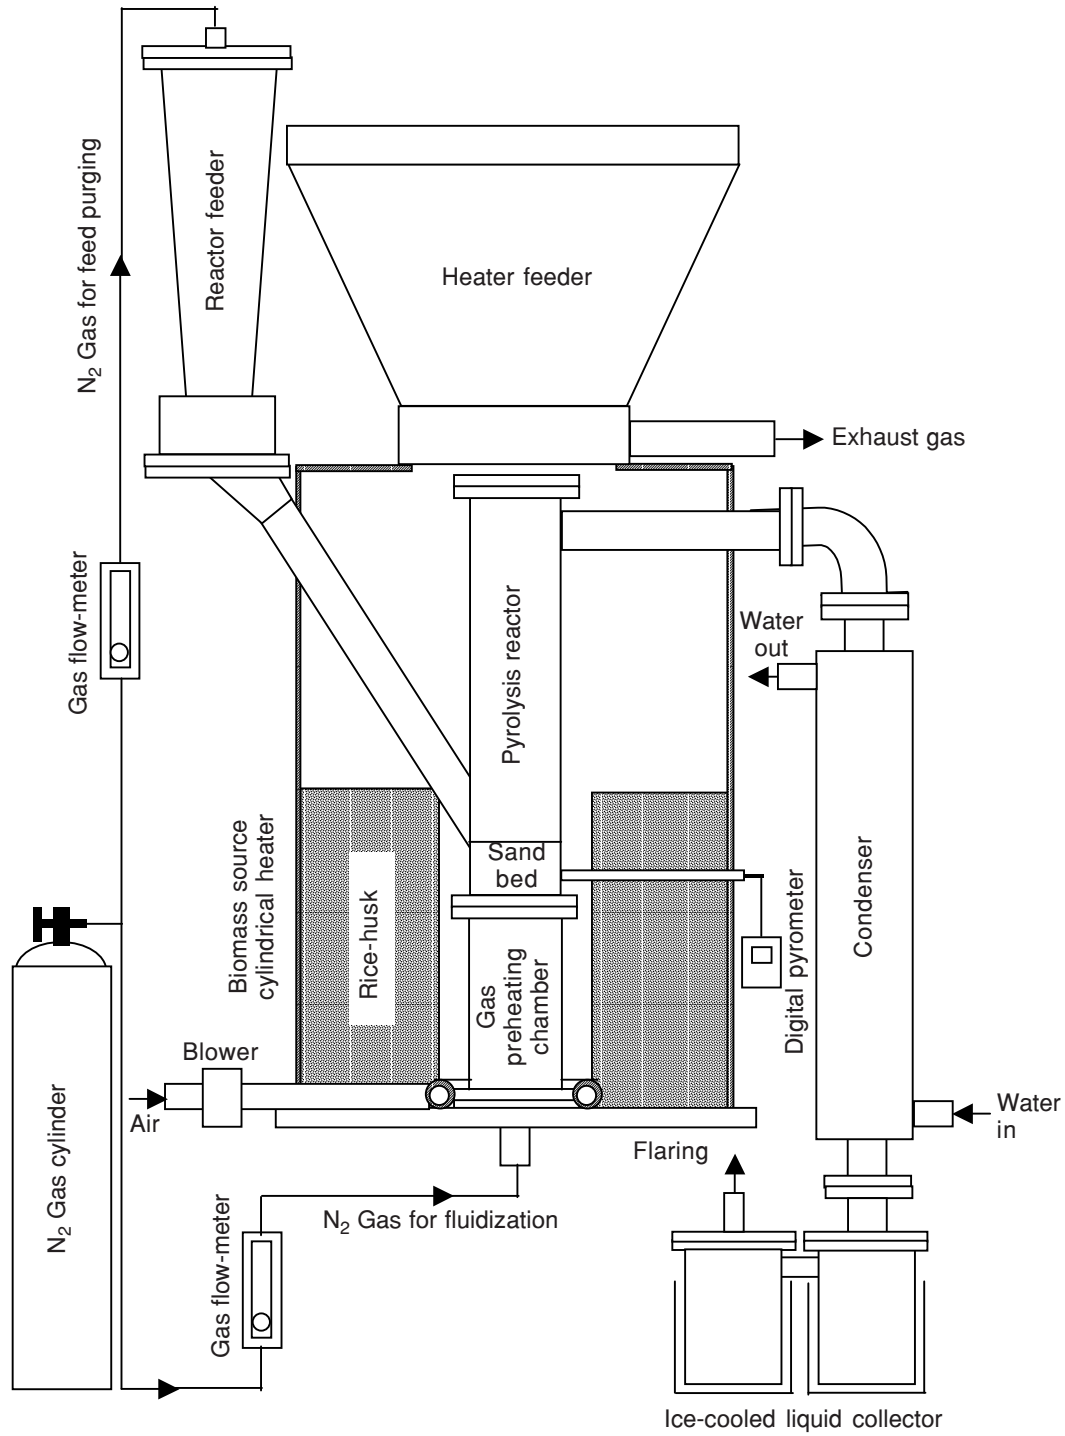 N₂ Gas for feed purging
Reactor feeder
Heater feeder
Exhaust gas
Gas flow-meter
Pyrolysis reactor
Water
out
Biomass source
cylindrical heater
Rice-husk
Sand
bed
Gas
preheating
chamber
Digital pyrometer
Condenser
Blower
Air
Water
in
N₂ Gas cylinder
Flaring
N₂ Gas for fluidization
Gas flow-meter
Ice-cooled liquid collector